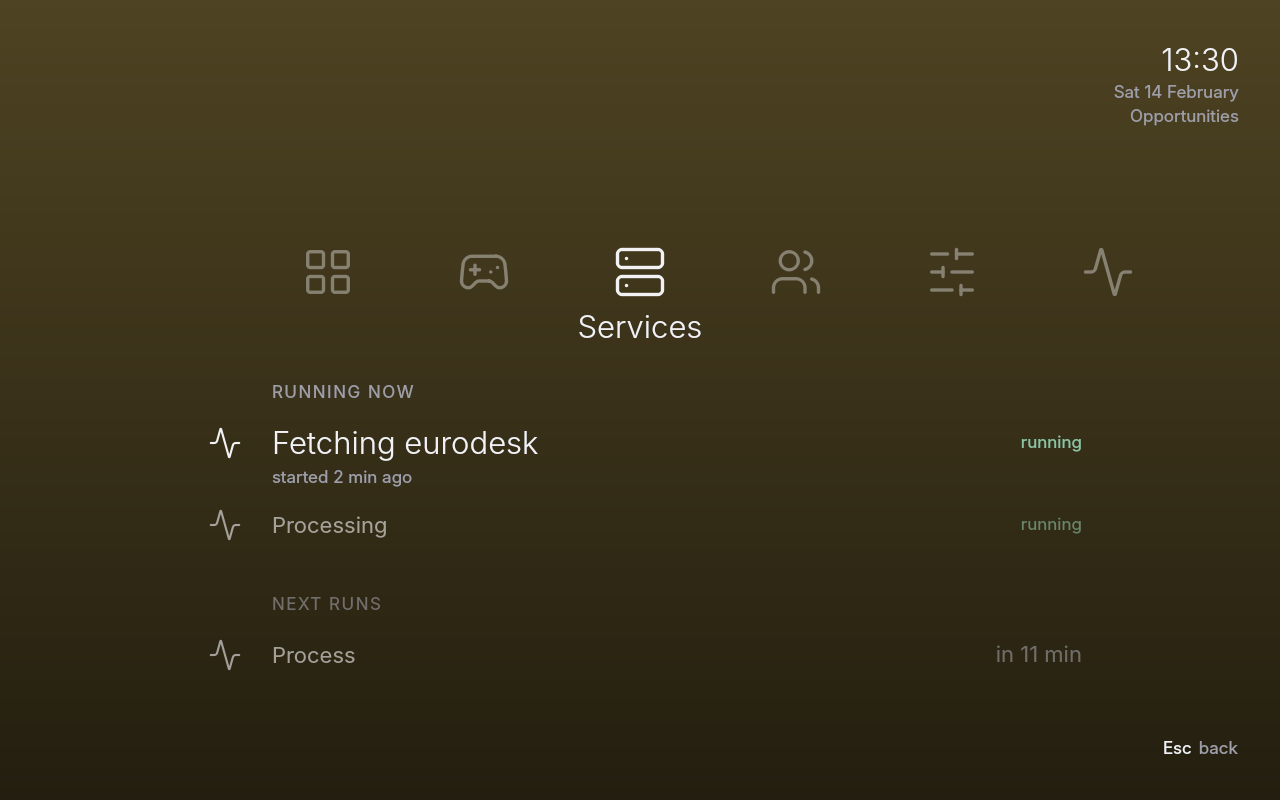 13:30
Sat 14 February
Opportunities
Services
RUNNING NOW
Fetching eurodesk
running
started 2 min ago
Processing
running
NEXT RUNS
Process
in 11 min
Esc back